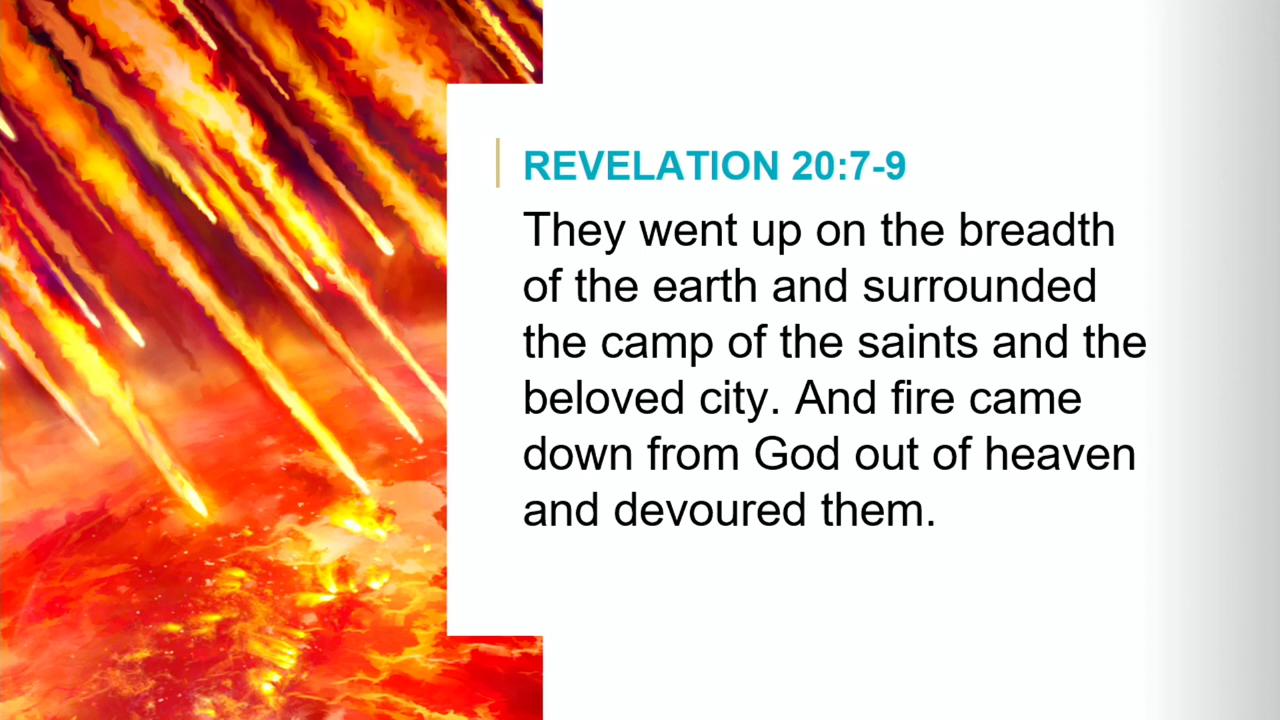 REVELATION 20:7-9
They went up on the breadth
of the earth and surrounded
the camp of the saints and the
beloved city. And fire came
down from God out of heaven
and devoured them.